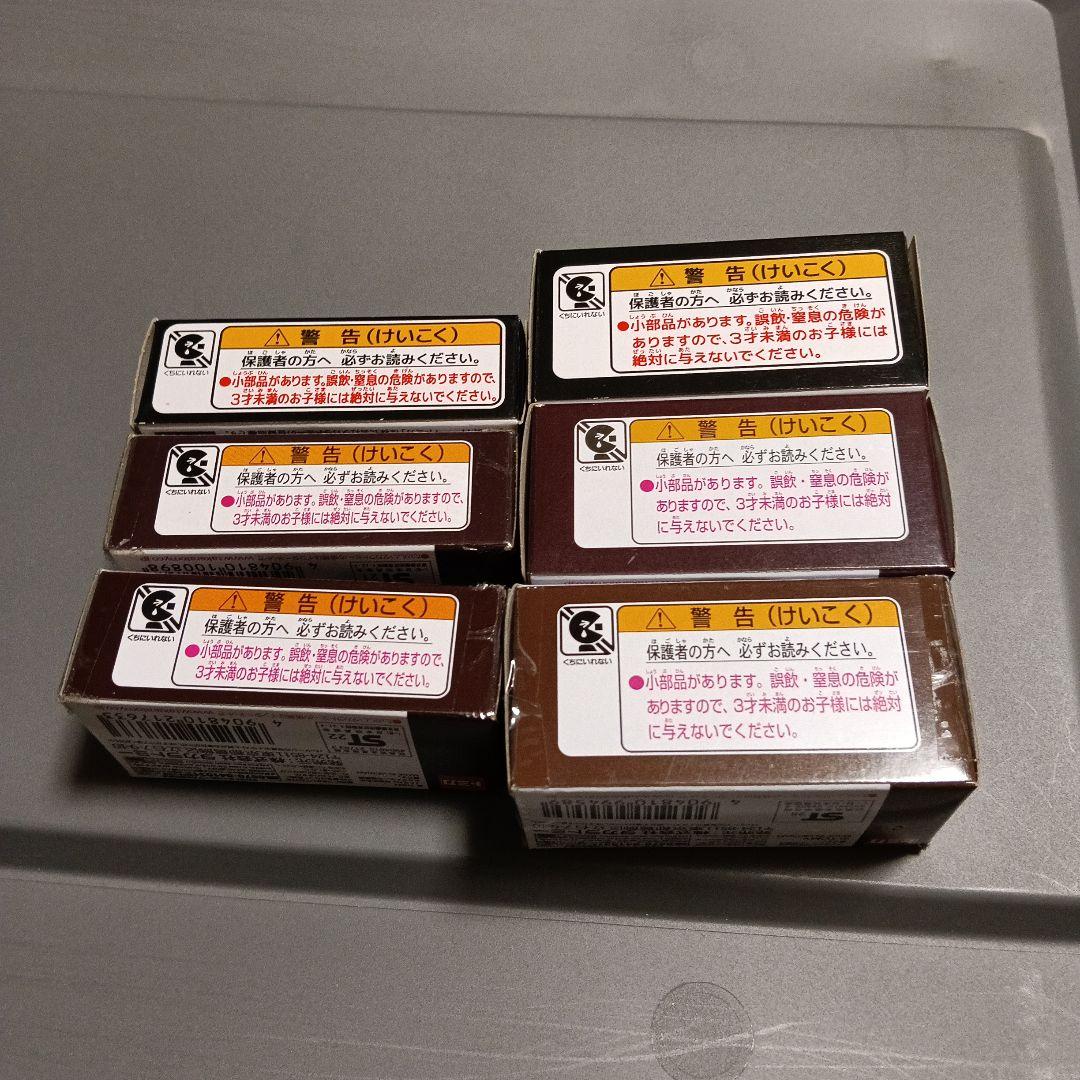 警告(けいこく)
保護者の方へ 必ずお読みください。
●小部品があります。誤飲・窒息の危険がありますので、
3才未満のお子様には絶対に与えないでください。
くちにいれない
警告(けいこく)
保護者の方へ 必ずお読みください。
●小部品があります。誤飲・窒息の危険が
ありますので、3才未満のお子様には
絶対に与えないでください。
くちにいれない
警告(けいこく)
保護者の方へ 必ずお読みください。
●小部品があります。誤飲・窒息の危険がありますので、
3才未満のお子様には絶対に与えないでください。
くちにいれない
4 904810 100898
ST
警告(けいこく)
保護者の方へ 必ずお読みください。
●小部品があります。誤飲・窒息の危険が
ありますので、3才未満のお子様には絶対
に与えないでください。
くちにいれない
警告(けいこく)
保護者の方へ 必ずお読みください。
●小部品があります。誤飲・窒息の危険がありますので、
3才未満のお子様には絶対に与えないでください。
くちにいれない
ST
警告(けいこく)
保護者の方へ 必ずお読みください。
●小部品があります。誤飲・窒息の危険が
ありますので、3才未満のお子様には絶対
に与えないでください。
くちにいれない
4 904810 994589
ST